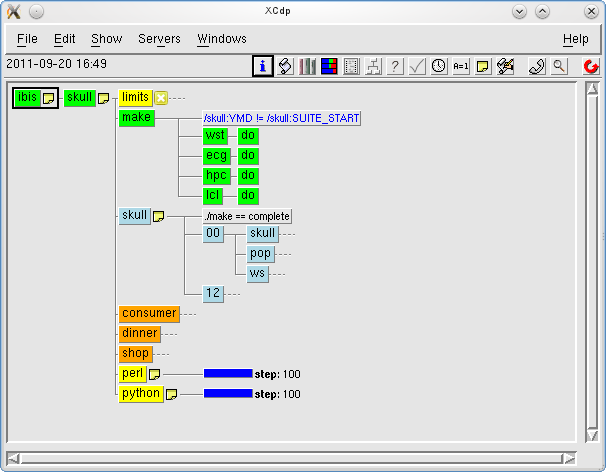 XCdp
File Edit Show Servers Windows Help
2011-09-20 16:49 i ? A=1
ibis skull limits
make /skull:YMD != /skull:SUITE_START
wst do
ecg do
hpc do
lcl do
skull ./make == complete
00 skull
pop
ws
12
consumer
dinner
shop
perl step: 100
python step: 100